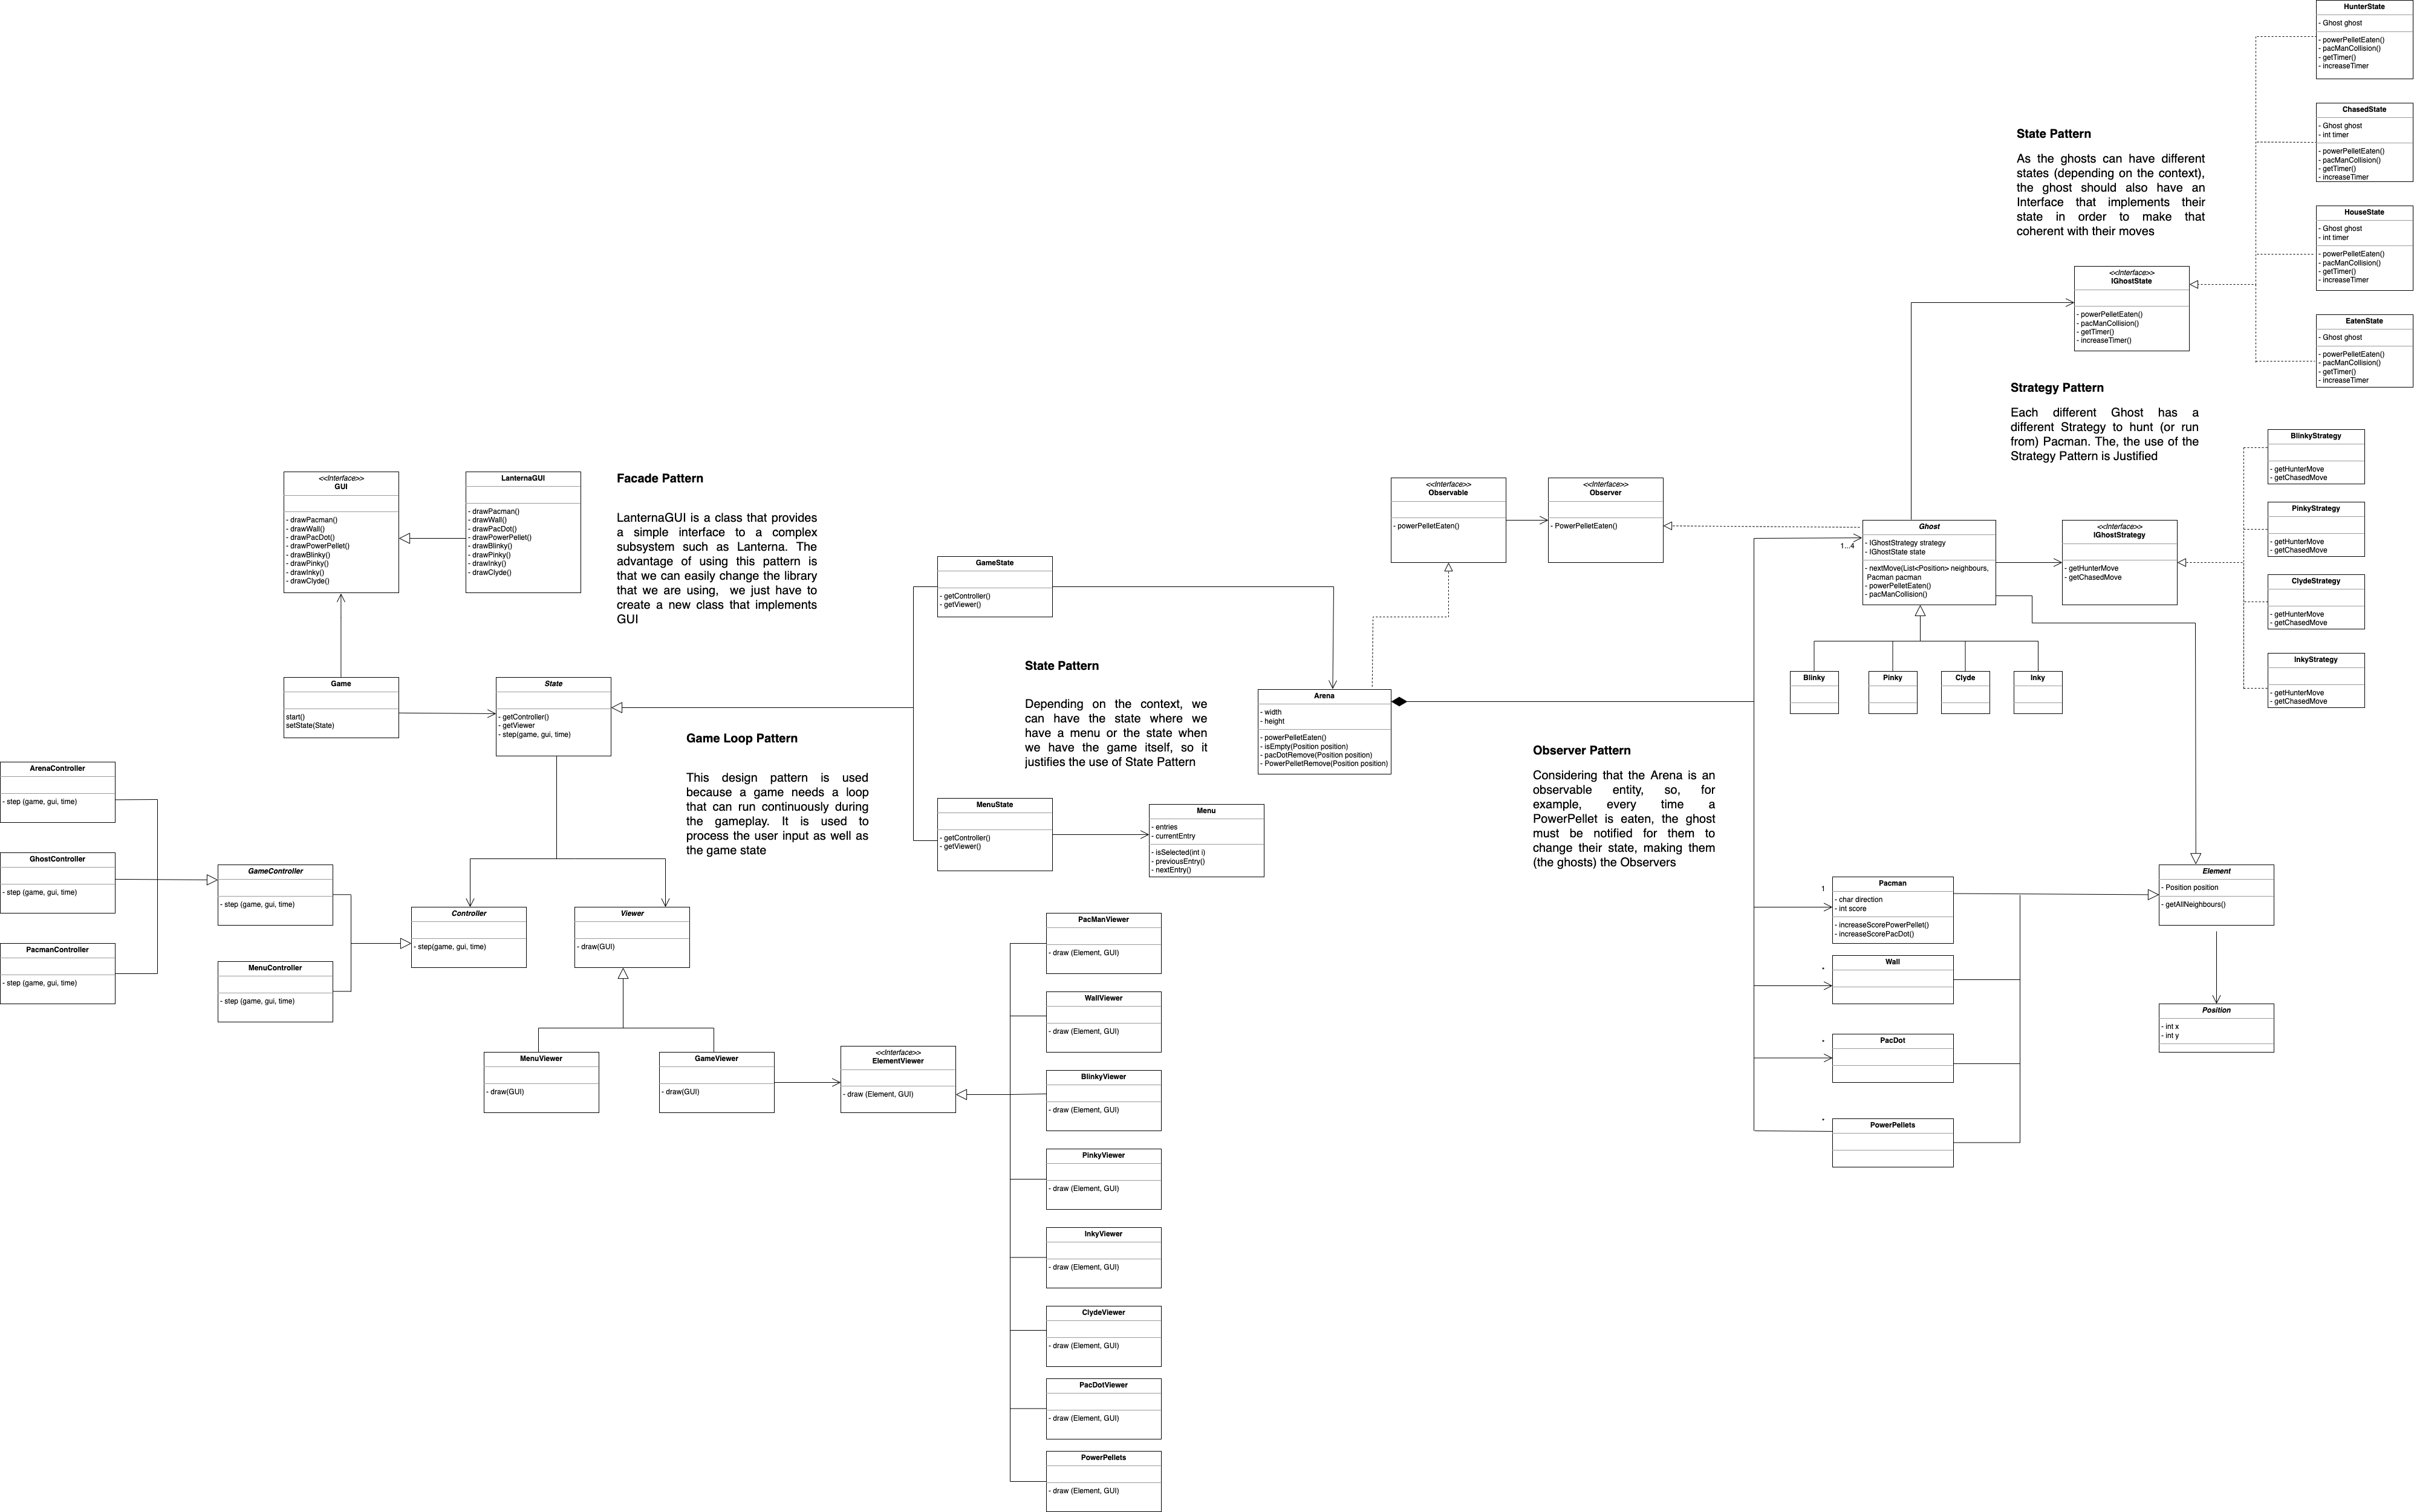 HunterState
- Ghost ghost
- powerPelletEaten()
- pacManCollision()
- getTimer()
- increaseTimer
ChasedState
- Ghost ghost
- int timer
- powerPelletEaten()
- pacManCollision()
- getTimer()
- increaseTimer
HouseState
- Ghost ghost
- int timer
- powerPelletEaten()
- pacManCollision()
- getTimer()
- increaseTimer
EatenState
- Ghost ghost
- powerPelletEaten()
- pacManCollision()
- getTimer()
- increaseTimer
State Pattern
As the ghosts can have different
states (depending on the context),
the ghost should also have an
Interface that implements their
state in order to make that
coherent with their moves
<<Interface>>
IGhostState
- powerPelletEaten()
- pacManCollision()
- getTimer()
- increaseTimer()
Strategy Pattern
Each different Ghost has a
different Strategy to hunt (or run
from) Pacman. The, the use of the
Strategy Pattern is Justified
BlinkyStrategy
- getHunterMove
- getChasedMove
PinkyStrategy
- getHunterMove
- getChasedMove
ClydeStrategy
- getHunterMove
- getChasedMove
InkyStrategy
- getHunterMove
- getChasedMove
<<Interface>>
GUI
- drawPacman()
- drawWall()
- drawPacDot()
- drawPowerPellet()
- drawBlinky()
- drawPinky()
- drawInky()
- drawClyde()
LanternaGUI
- drawPacman()
- drawWall()
- drawPacDot()
- drawPowerPellet()
- drawBlinky()
- drawPinky()
- drawInky()
- drawClyde()
Facade Pattern
LanternaGUI is a class that provides
a simple interface to a complex
subsystem such as Lanterna. The
advantage of using this pattern is
that we can easily change the library
that we are using, we just have to
create a new class that implements
GUI
<<Interface>>
Observable
- powerPelletEaten()
<<Interface>>
Observer
- PowerPelletEaten()
1...4
Ghost
- IGhostStrategy strategy
- IGhostState state
- nextMove(List<Position> neighbours,
Pacman pacman
- powerPelletEaten()
- pacManCollision()
<<Interface>>
IGhostStrategy
- getHunterMove
- getChasedMove
Blinky
Pinky
Clyde
Inky
GameState
- getController()
- getViewer()
State Pattern
Depending on the context, we
can have the state where we
have a menu or the state when
we have the game itself, so it
justifies the use of State Pattern
Game
start()
setState(State)
State
- getController()
- getViewer
- step(game, gui, time)
Game Loop Pattern
This design pattern is used
because a game needs a loop
that can run continuously during
the gameplay. It is used to
process the user input as well as
the game state
Arena
- width
- height
- powerPelletEaten()
- isEmpty(Position position)
- pacDotRemove(Position position)
- PowerPelletRemove(Position position)
Observer Pattern
Considering that the Arena is an
observable entity, so, for
example, every time a
PowerPellet is eaten, the ghost
must be notified for them to
change their state, making them
(the ghosts) the Observers
MenuState
- getController()
- getViewer()
Menu
- entries
- currentEntry
- isSelected(int i)
- previousEntry()
- nextEntry()
ArenaController
- step (game, gui, time)
GhostController
- step (game, gui, time)
PacmanController
- step (game, gui, time)
GameController
- step (game, gui, time)
MenuController
- step (game, gui, time)
Controller
- step(game, gui, time)
Viewer
- draw(GUI)
MenuViewer
- draw(GUI)
GameViewer
- draw(GUI)
<<Interface>>
ElementViewer
- draw (Element, GUI)
PacManViewer
- draw (Element, GUI)
WallViewer
- draw (Element, GUI)
BlinkyViewer
- draw (Element, GUI)
PinkyViewer
- draw (Element, GUI)
InkyViewer
- draw (Element, GUI)
ClydeViewer
- draw (Element, GUI)
PacDotViewer
- draw (Element, GUI)
PowerPellets
- draw (Element, GUI)
1
Pacman
- char direction
- int score
- increaseScorePowerPellet()
- increaseScorePacDot()
*
Wall
*
PacDot
*
PowerPellets
Element
- Position position
- getAllNeighbours()
Position
- int x
- int y